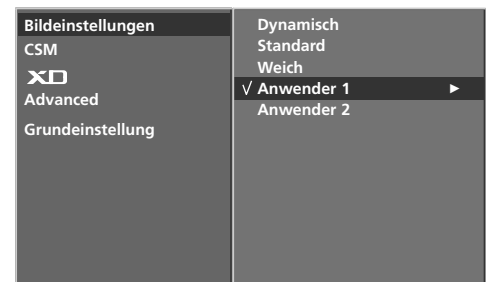 Bildeinstellungen
CSM
XD
Advanced
Grundeinstellung
Dynamisch
Standard
Weich
√ Anwender 1 ►
Anwender 2